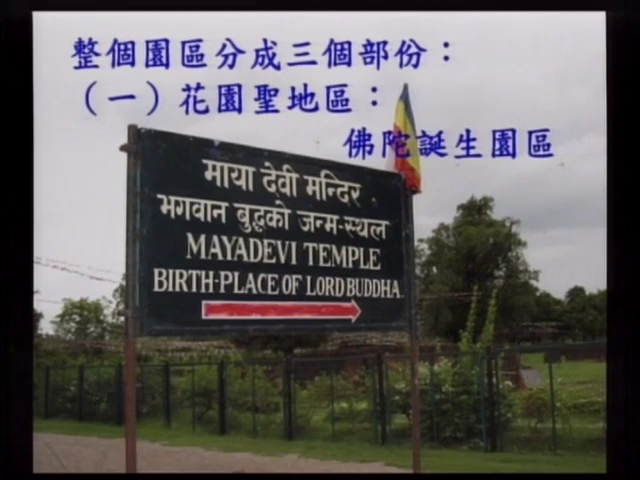 整個園區分成三個部份：
（一）花園聖地區：
佛陀誕生園區
माया देवी मन्दिर
भगवान बुद्धको जन्म-स्थल
MAYADEVI TEMPLE
BIRTH-PLACE OF LORD BUDDHA.